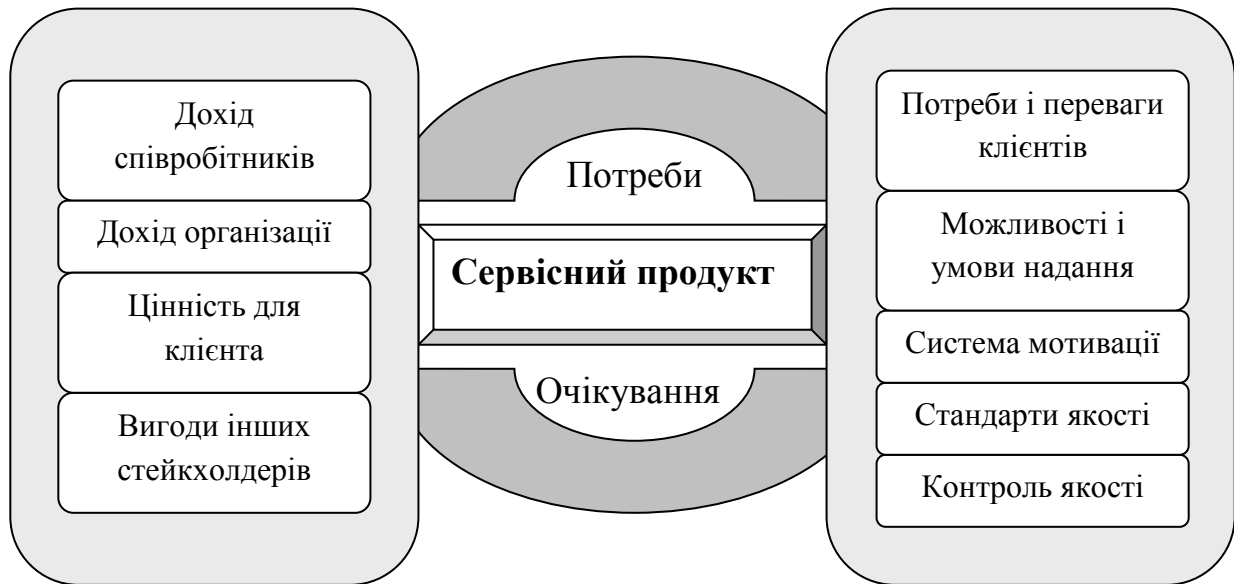 Дохід
співробітників
Дохід організації
Цінність для
клієнта
Вигоди інших
стейкхолдерів
Потреби
Сервісний продукт
Очікування
Потреби і переваги
клієнтів
Можливості і
умови надання
Система мотивації
Стандарти якості
Контроль якості